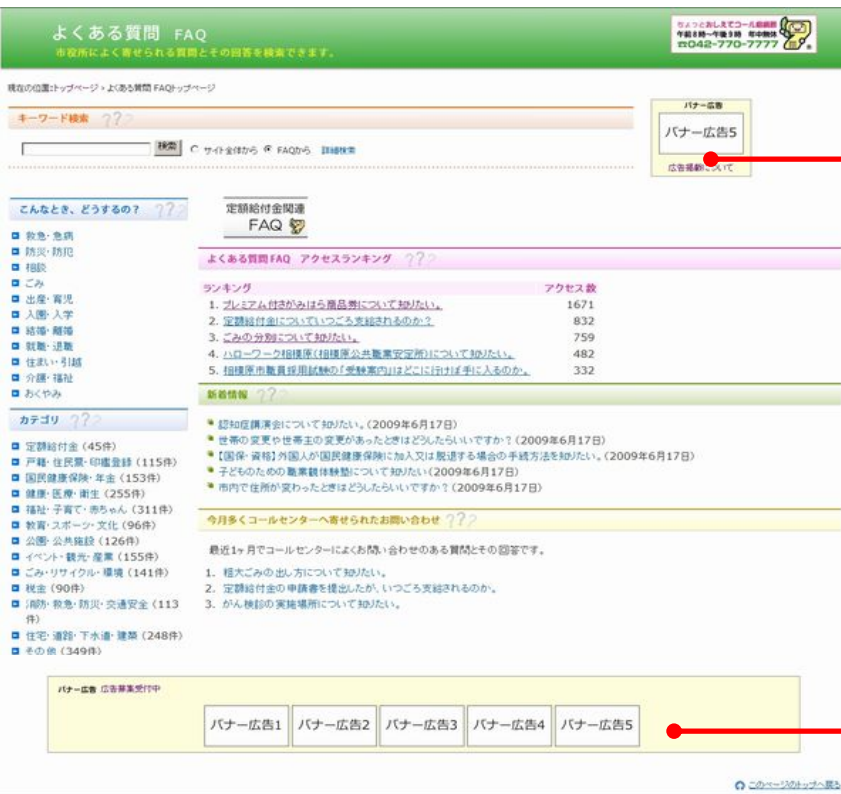 よくある質問 FAQ
市役所によく寄せられる質問とその回答を検索できます。
ちょっとおしえてコール相模原
午前8時~午後9時 年中無休
☎042-770-7777
現在の位置:トップページ > よくある質問 FAQトップページ
キーワード検索 ???
検索 サイト全体から FAQから 詳細検索
バナー広告
バナー広告5
広告掲載について
こんなとき、どうするの? ???
救急・急病
防災・防犯
相談
ごみ
出産・育児
入園・入学
結婚・離婚
就職・退職
住まい・引越
介護・福祉
おくやみ
カテゴリ ???
定額給付金 (45件)
戸籍・住民票・印鑑登録 (115件)
国民健康保険・年金 (153件)
健康・医療・衛生 (255件)
福祉・子育て・赤ちゃん (311件)
教育・スポーツ・文化 (96件)
公園・公共施設 (126件)
イベント・観光・産業 (155件)
ごみ・リサイクル・環境 (141件)
税金 (90件)
消防・救急・防災・交通安全 (113
件)
住宅・道路・下水道・建築 (248件)
その他 (349件)
定額給付金関連
FAQ
よくある質問FAQ アクセスランキング ???
ランキング アクセス数
1. プレミアム付さがみはら商品券について知りたい。 1671
2. 定額給付金についていつごろ支給されるのか? 832
3. ごみの分別について知りたい。 759
4. ハローワーク相模原(相模原公共職業安定所)について知りたい。 482
5. 相模原市職員採用試験の「受験案内」はどこに行けば手に入るのか。 332
新着情報 ???
認知症講演会について知りたい。(2009年6月17日)
世帯の変更や世帯主の変更があったときはどうしたらいいですか?(2009年6月17日)
【国保・資格】外国人が国民健康保険に加入又は脱退する場合の手続方法を知りたい。(2009年6月17日)
子どものための職業観体験塾について知りたい(2009年6月17日)
市内で住所が変わったときはどうしたらいいですか?(2009年6月17日)
今月多くコールセンターへ寄せられたお問い合わせ ???
最近1ヶ月でコールセンターによくお問い合わせのある質問とその回答です。
1. 粗大ごみの出し方について知りたい。
2. 定額給付金の申請書を提出したが、いつごろ支給されるのか。
3. がん検診の実施場所について知りたい。
バナー広告 広告募集受付中
バナー広告1 バナー広告2 バナー広告3 バナー広告4 バナー広告5
このページのトップへ戻る